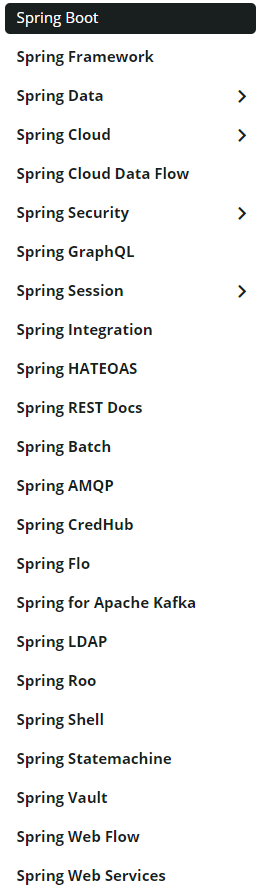 Spring Boot
Spring Framework
Spring Data
Spring Cloud
Spring Cloud Data Flow
Spring Security
Spring GraphQL
Spring Session
Spring Integration
Spring HATEOAS
Spring REST Docs
Spring Batch
Spring AMQP
Spring CredHub
Spring Flo
Spring for Apache Kafka
Spring LDAP
Spring Roo
Spring Shell
Spring Statemachine
Spring Vault
Spring Web Flow
Spring Web Services